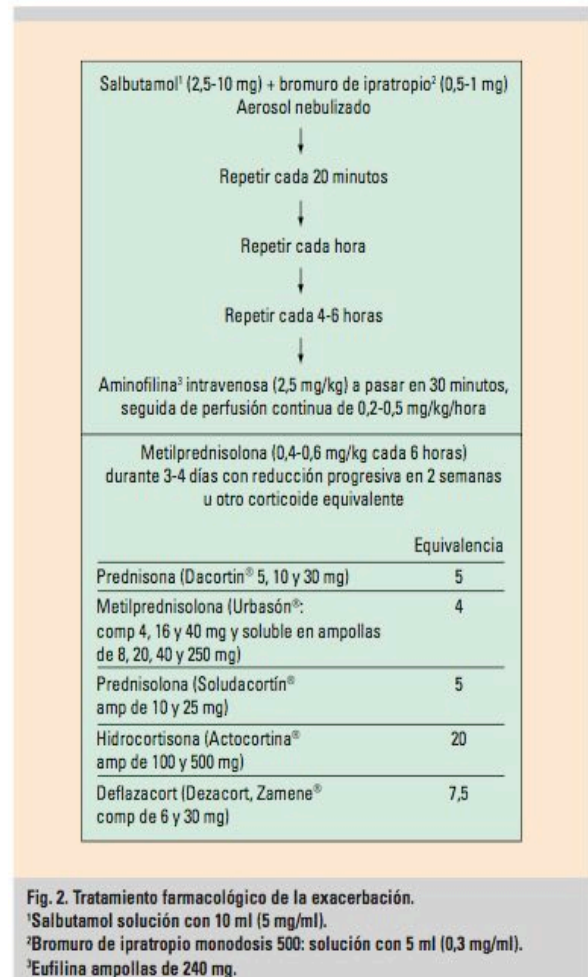 Salbutamol¹ (2,5-10 mg) + bromuro de ipratropio² (0,5-1 mg)
Aerosol nebulizado
↓
Repetir cada 20 minutos
↓
Repetir cada hora
↓
Repetir cada 4-6 horas
↓
Aminofilina³ intravenosa (2,5 mg/kg) a pasar en 30 minutos,
seguida de perfusión continua de 0,2-0,5 mg/kg/hora
Metilprednisolona (0,4-0,6 mg/kg cada 6 horas)
durante 3-4 días con reducción progresiva en 2 semanas
u otro corticoide equivalente
Equivalencia
Prednisona (Dacortin® 5, 10 y 30 mg) 5
Metilprednisolona (Urbasón®: 4
comp 4, 16 y 40 mg y soluble en ampollas
de 8, 20, 40 y 250 mg)
Prednisolona (Soludacortín® 5
amp de 10 y 25 mg)
Hidrocortisona (Actocortina® 20
amp de 100 y 500 mg)
Deflazacort (Dezacort, Zamene® 7,5
comp de 6 y 30 mg)
Fig. 2. Tratamiento farmacológico de la exacerbación.
¹Salbutamol solución con 10 ml (5 mg/ml).
²Bromuro de ipratropio monodosis 500: solución con 5 ml (0,3 mg/ml).
³Eufilina ampollas de 240 mg.